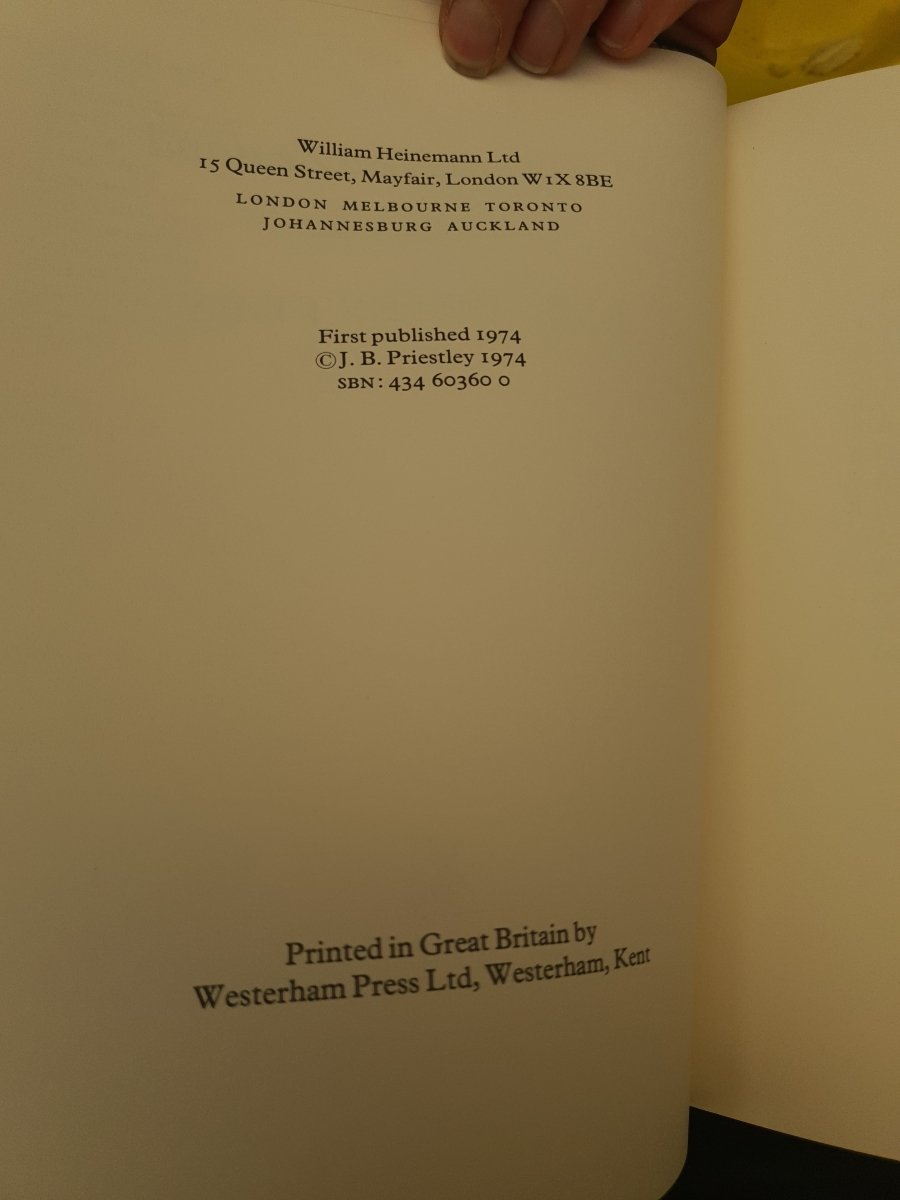 William Heinemann Ltd
15 Queen Street, Mayfair, London W1X 8BE
LONDON MELBOURNE TORONTO
JOHANNESBURG AUCKLAND
First published 1974
© J. B. Priestley 1974
SBN: 434 60360 0
Printed in Great Britain by
Westerham Press Ltd, Westerham, Kent